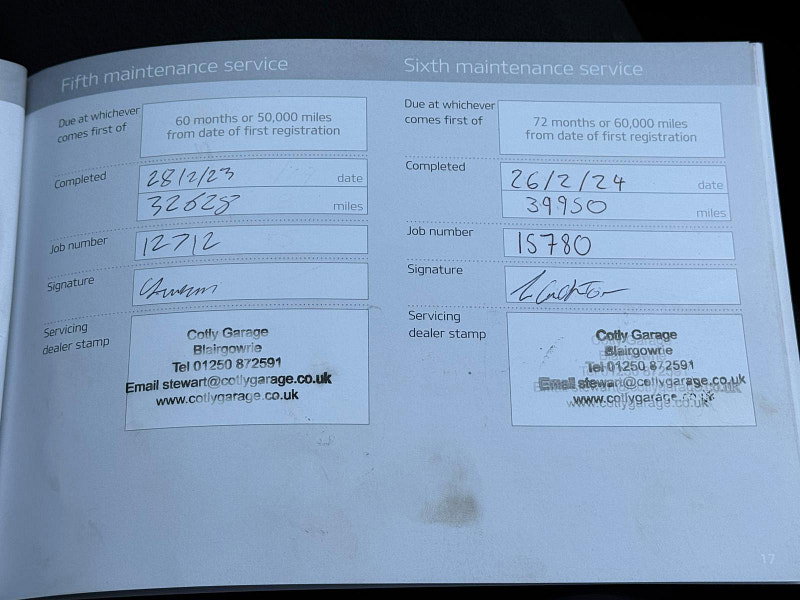 Fifth maintenance service
Due at whichever
comes first of
60 months or 50,000 miles
from date of first registration
Completed
28/2/23
date
32628
miles
Job number
12712
Signature
Servicing
dealer stamp
Cotly Garage
Blairgowrie
Tel 01250 872591
Email stewart@cotlygarage.co.uk
www.cotlygarage.co.uk
Sixth maintenance service
Due at whichever
comes first of
72 months or 60,000 miles
from date of first registration
Completed
26/2/24
date
39950
miles
Job number
15780
Signature
Servicing
dealer stamp
Cotly Garage
Blairgowrie
Tel 01250 872591
Email stewart@cotlygarage.co.uk
www.cotlygarage.co.uk
17